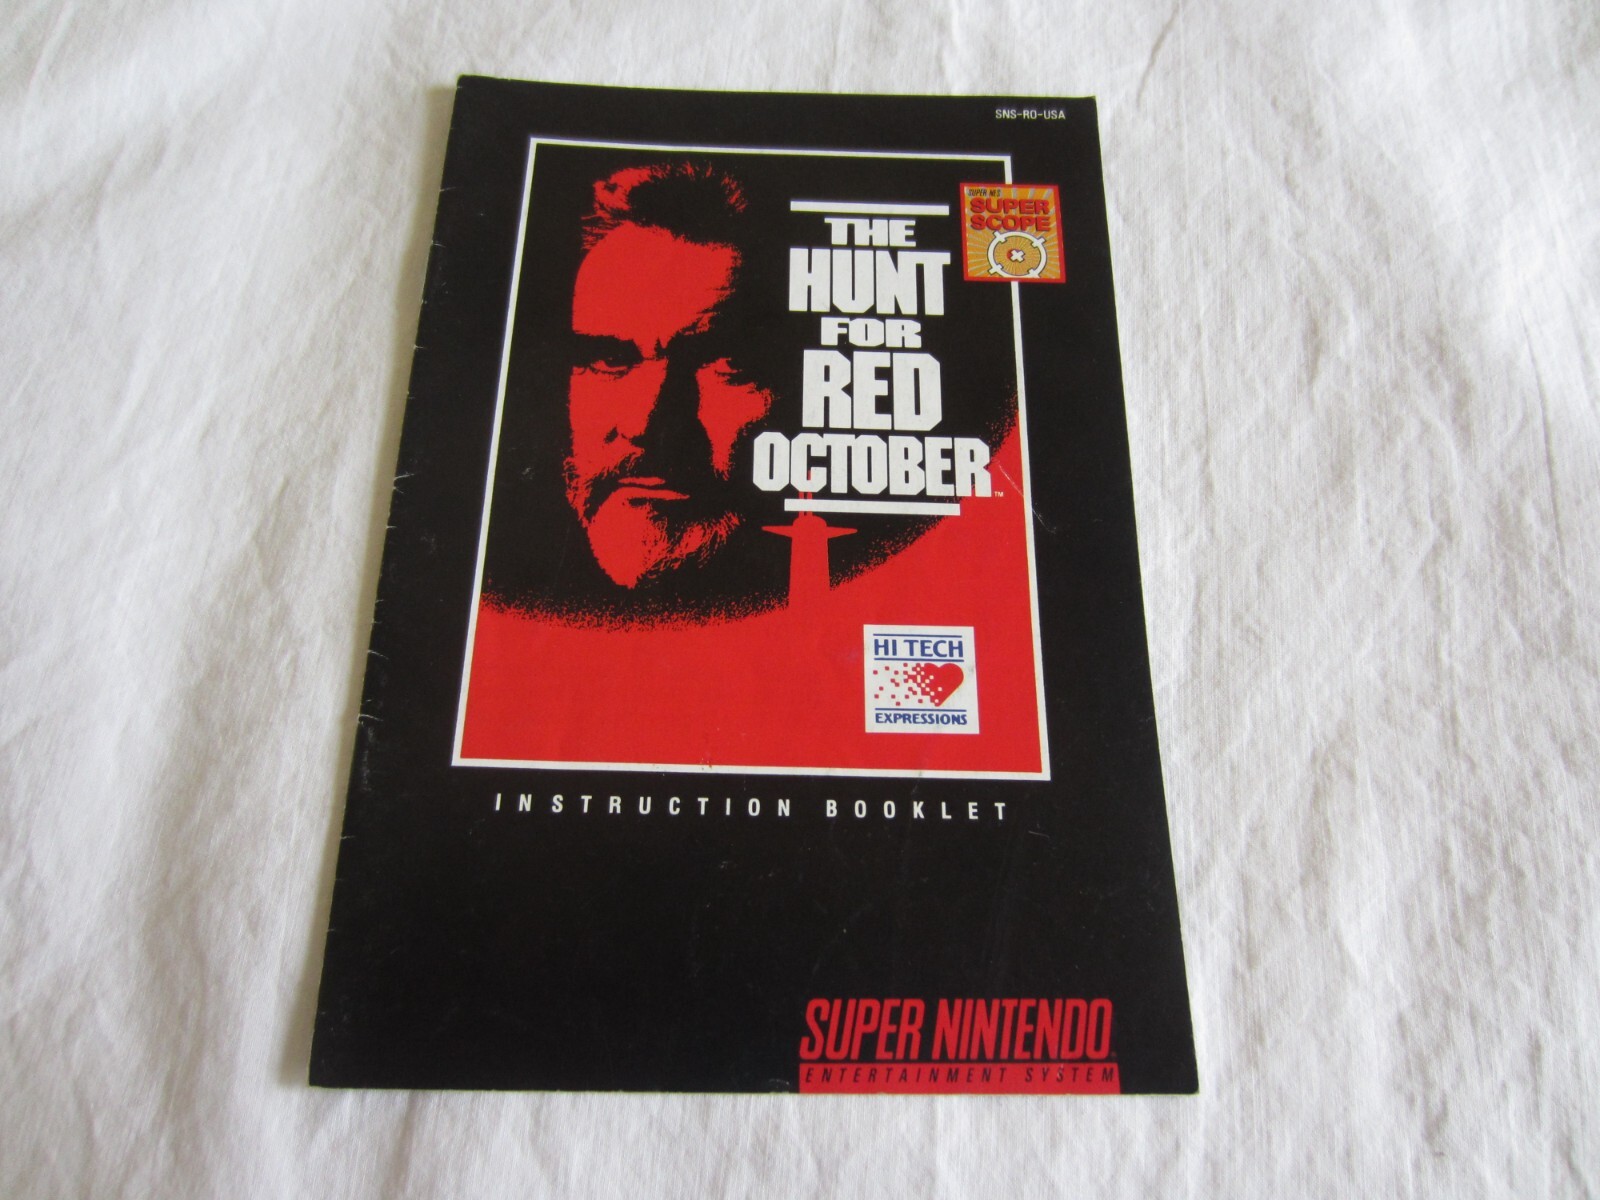 SNS-RO-USA
SUPER NES
SUPER
SCOPE
THE
HUNT
FOR
RED
OCTOBER™
HI TECH
EXPRESSIONS
INSTRUCTION BOOKLET
SUPER NINTENDO
ENTERTAINMENT SYSTEM